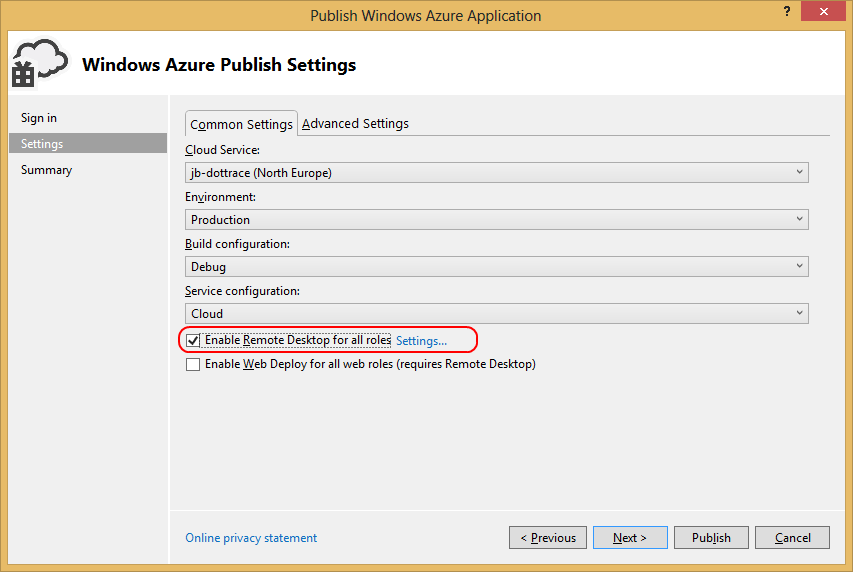 Publish Windows Azure Application
?
Windows Azure Publish Settings
Sign in
Settings
Summary
Common Settings Advanced Settings
Cloud Service:
jb-dottrace (North Europe)
Environment:
Production
Build configuration:
Debug
Service configuration:
Cloud
Enable Remote Desktop for all roles Settings...
Enable Web Deploy for all web roles (requires Remote Desktop)
Online privacy statement
< Previous Next > Publish Cancel